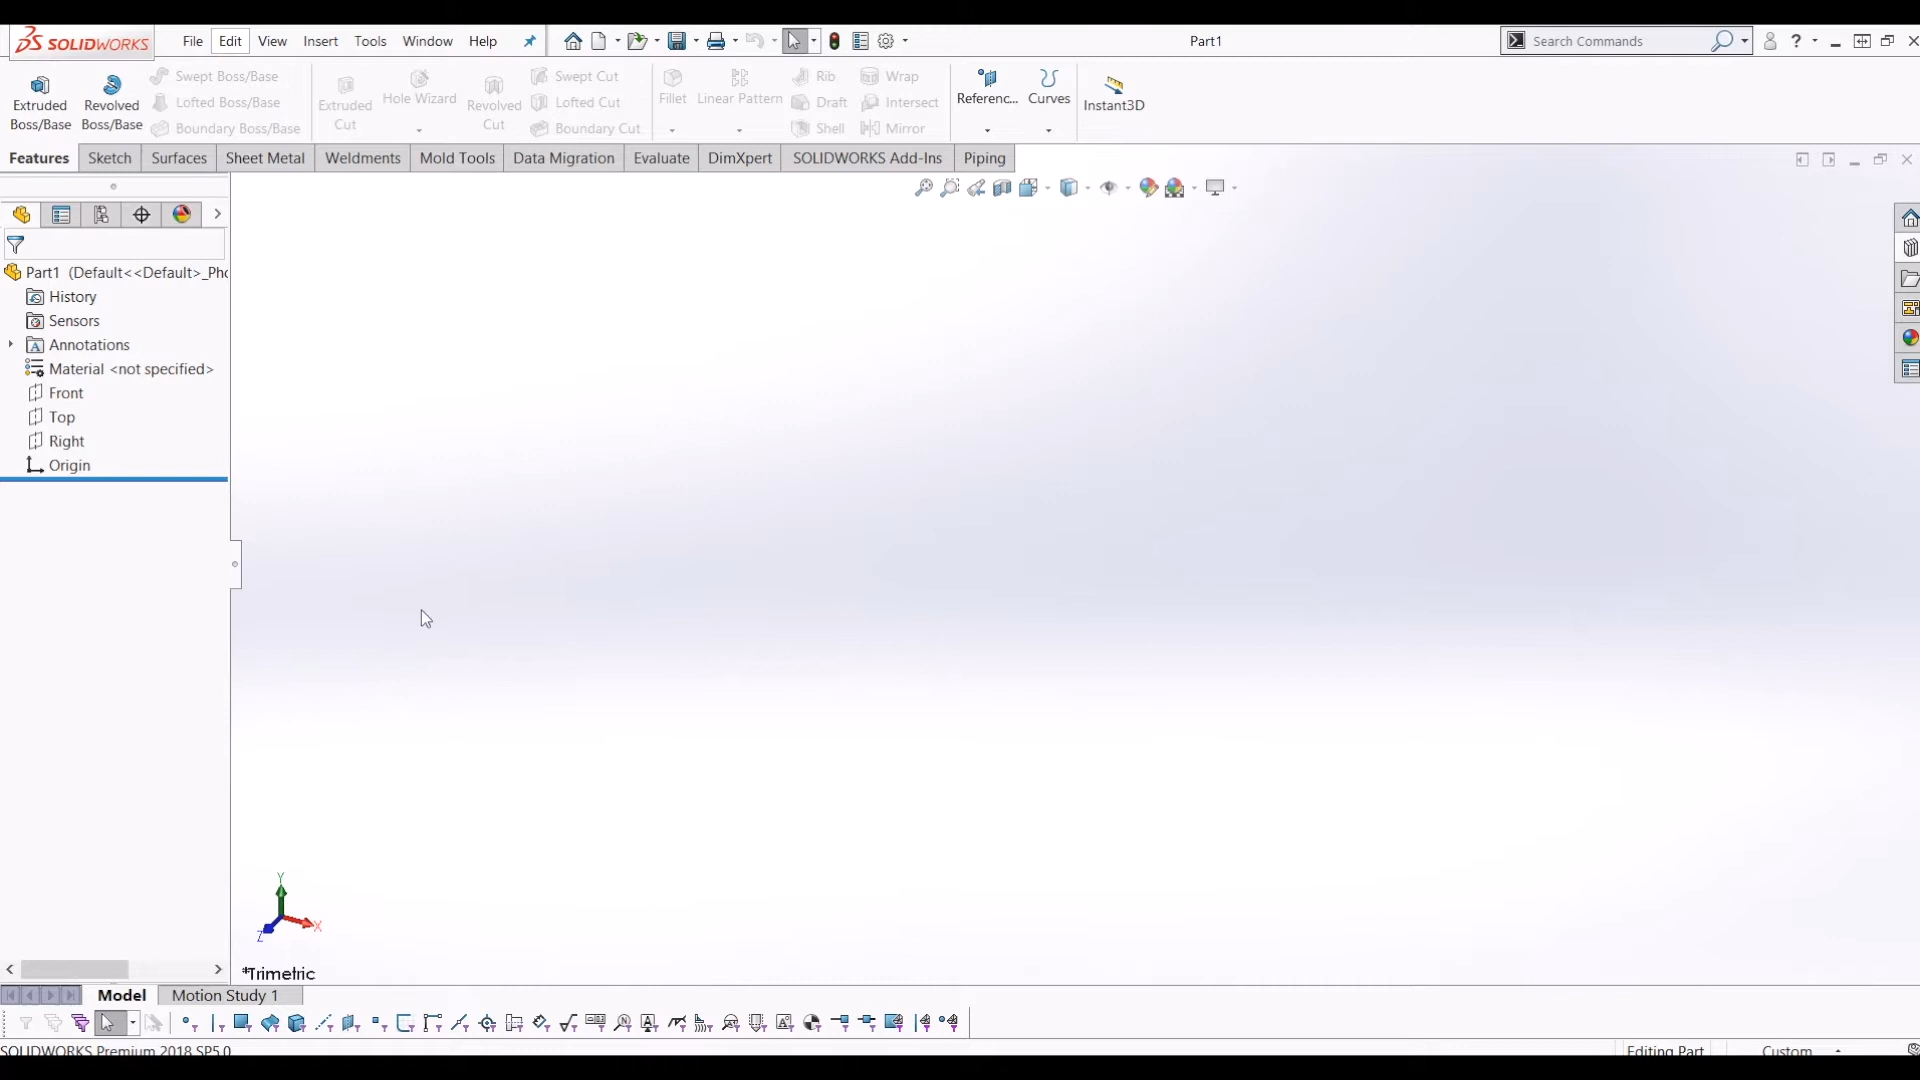 SOLIDWORKS File Edit View Insert Tools Window Help Part1 Search Commands
Extruded Boss/Base
Revolved Boss/Base
Swept Boss/Base
Lofted Boss/Base
Boundary Boss/Base
Extruded Cut
Hole Wizard
Revolved Cut
Swept Cut
Lofted Cut
Boundary Cut
Fillet
Linear Pattern
Rib
Draft
Shell
Wrap
Intersect
Mirror
Referenc...
Curves
Instant3D
Features Sketch Surfaces Sheet Metal Weldments Mold Tools Data Migration Evaluate DimXpert SOLIDWORKS Add-Ins Piping
Part1 (Default<<Default>_Pho
History
Sensors
Annotations
Material <not specified>
Front
Top
Right
Origin
Y
X
Z
*Trimetric
Model Motion Study 1
SOLIDWORKS Premium 2018 SP5.0 Editing Part Custom